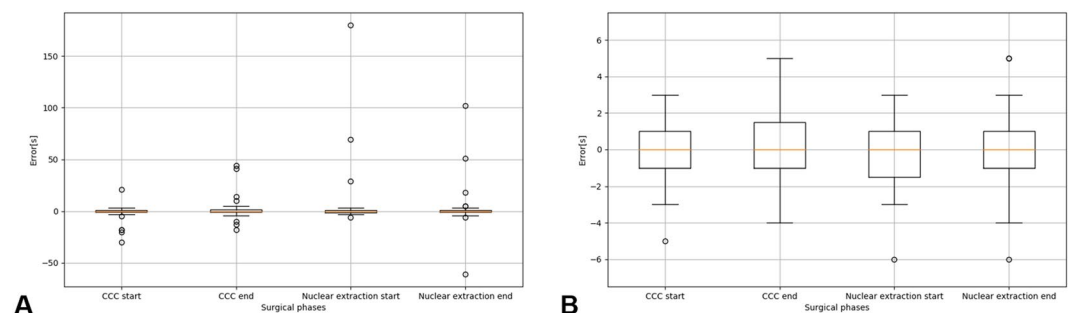 150
100
50
0
−50
Error[s]
CCC start CCC end Nuclear extraction start Nuclear extraction end
Surgical phases
A
6
4
2
0
−2
−4
−6
Error[s]
CCC start CCC end Nuclear extraction start Nuclear extraction end
Surgical phases
B